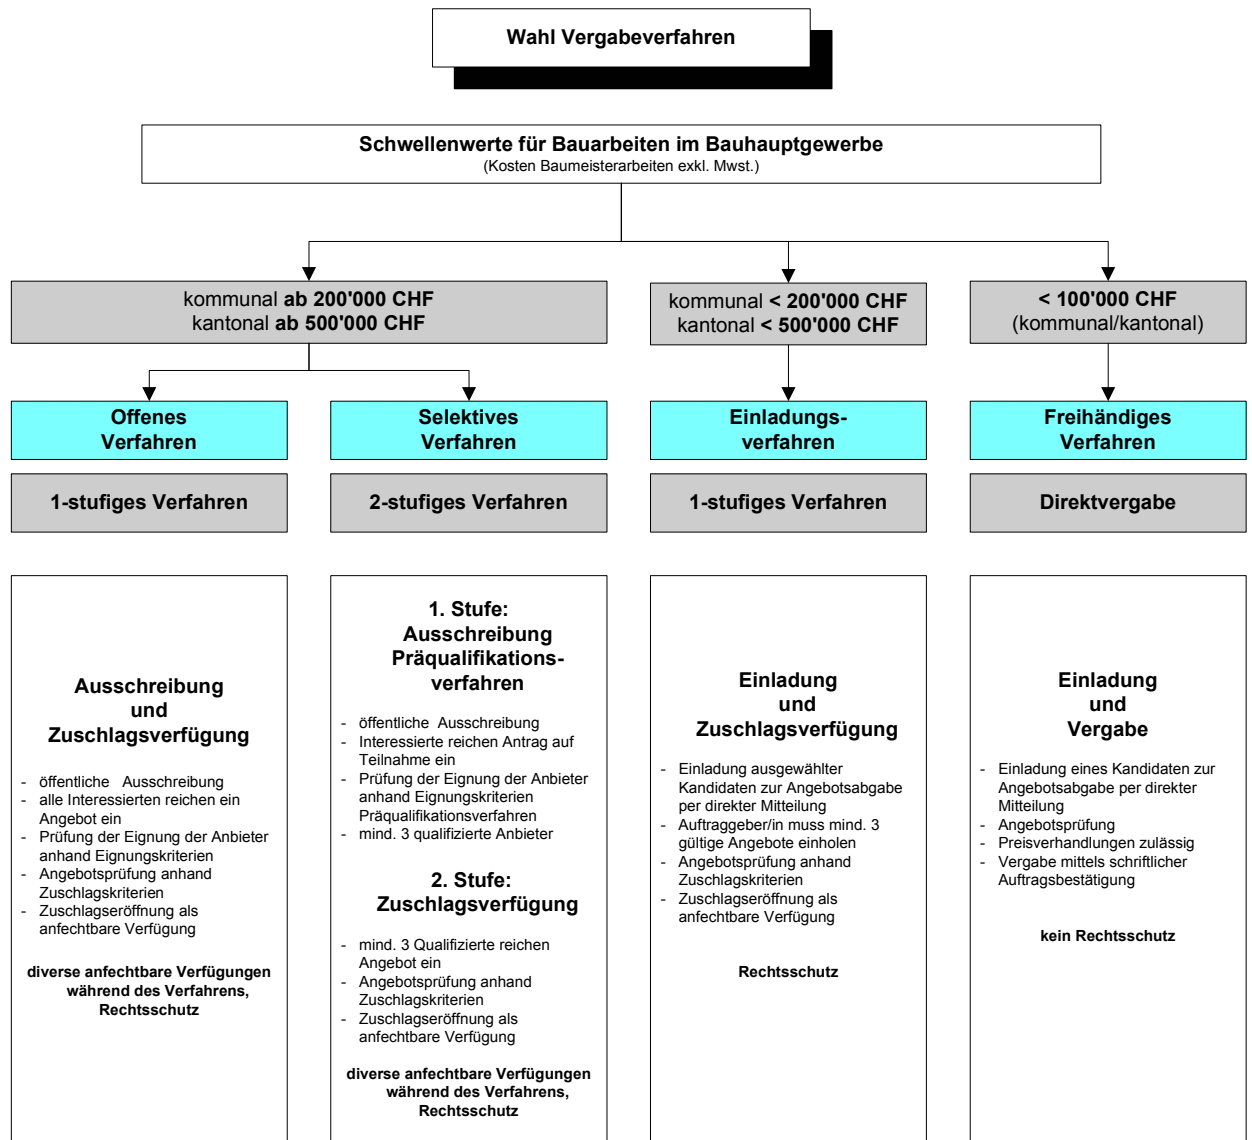 Wahl Vergabeverfahren
Schwellenwerte für Bauarbeiten im Bauhauptgewerbe
(Kosten Baumeisterarbeiten exkl. Mwst.)
kommunal ab 200'000 CHF
kantonal ab 500'000 CHF
kommunal < 200'000 CHF
kantonal < 500'000 CHF
< 100'000 CHF
(kommunal/kantonal)
Offenes
Verfahren
Selektives
Verfahren
Einladungs-
verfahren
Freihändiges
Verfahren
1-stufiges Verfahren
2-stufiges Verfahren
1-stufiges Verfahren
Direktvergabe
Ausschreibung
und
Zuschlagsverfügung
- öffentliche Ausschreibung
- alle Interessierten reichen ein
Angebot ein
- Prüfung der Eignung der Anbieter
anhand Eignungskriterien
- Angebotsprüfung anhand
Zuschlagskriterien
- Zuschlagseröffnung als
anfechtbare Verfügung
diverse anfechtbare Verfügungen
während des Verfahrens,
Rechtsschutz
1. Stufe:
Ausschreibung
Präqualifikations-
verfahren
- öffentliche Ausschreibung
- Interessierte reichen Antrag auf
Teilnahme ein
- Prüfung der Eignung der Anbieter
anhand Eignungskriterien
Präqualifikationsverfahren
- mind. 3 qualifizierte Anbieter
2. Stufe:
Zuschlagsverfügung
- mind. 3 Qualifizierte reichen
Angebot ein
- Angebotsprüfung anhand
Zuschlagskriterien
- Zuschlagseröffnung als
anfechtbare Verfügung
diverse anfechtbare Verfügungen
während des Verfahrens,
Rechtsschutz
Einladung
und
Zuschlagsverfügung
- Einladung ausgewählter
Kandidaten zur Angebotsabgabe
per direkter Mitteilung
- Auftraggeber/in muss mind. 3
gültige Angebote einholen
- Angebotsprüfung anhand
Zuschlagskriterien
- Zuschlagseröffnung als
anfechtbare Verfügung
Rechtsschutz
Einladung
und
Vergabe
- Einladung eines Kandidaten zur
Angebotsabgabe per direkter
Mitteilung
- Angebotsprüfung
- Preisverhandlungen zulässig
- Vergabe mittels schriftlicher
Auftragsbestätigung
kein Rechtsschutz